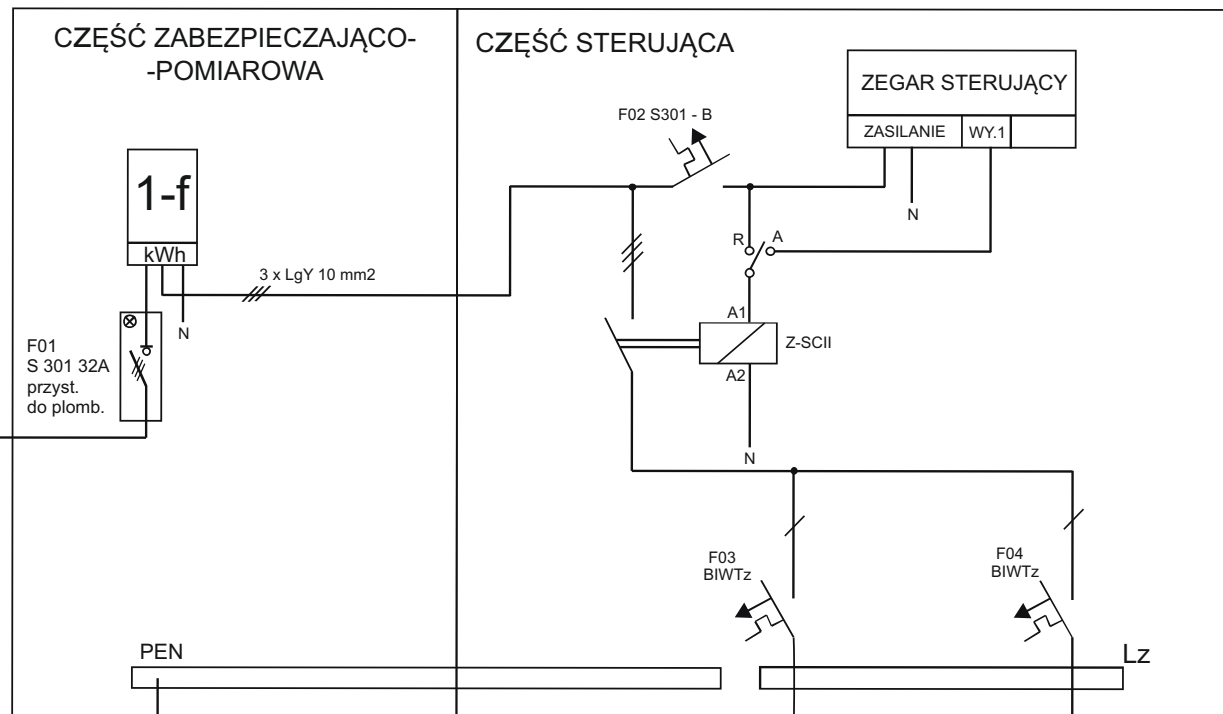 CZĘŚĆ ZABEZPIECZAJĄCO-
-POMIAROWA
CZĘŚĆ STERUJĄCA
ZEGAR STERUJĄCY
ZASILANIE
WY.1
F02 S301 - B
1-f
kWh
N
3 x LgY 10 mm2
N
R
A
A1
Z-SCII
A2
N
F01
S 301 32A
przyst.
do plomb.
F03
BIWTz
F04
BIWTz
PEN
Lz